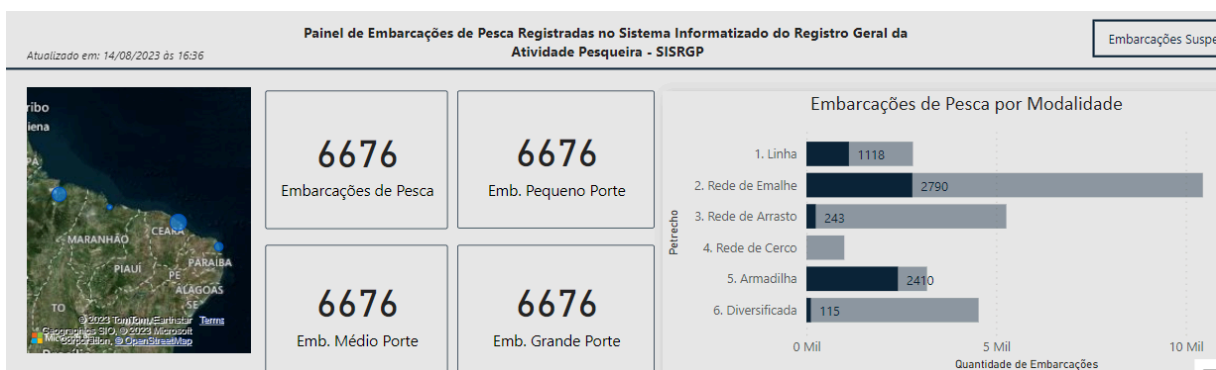 Painel de Embarcações de Pesca Registradas no Sistema Informatizado do Registro Geral da
Atividade Pesqueira - SISRGP
Atualizado em: 14/08/2023 às 16:36
Embarcações Suspe
ribo
iena
PÁ
MARANHÃO
CEARÁ
PIAUÍ
PARAÍBA
PE
ALAGOAS
SE
TO
© 2023 TomTom, Earthstar
Geographics SIO, © 2023 Microsoft
Corporation, © OpenStreetMap
Terms
6676
Embarcações de Pesca
6676
Emb. Pequeno Porte
6676
Emb. Médio Porte
6676
Emb. Grande Porte
Embarcações de Pesca por Modalidade
Petrecho
1. Linha 1118
2. Rede de Emalhe 2790
3. Rede de Arrasto 243
4. Rede de Cerco
5. Armadilha 2410
6. Diversificada 115
0 Mil 5 Mil 10 Mil
Quantidade de Embarcações